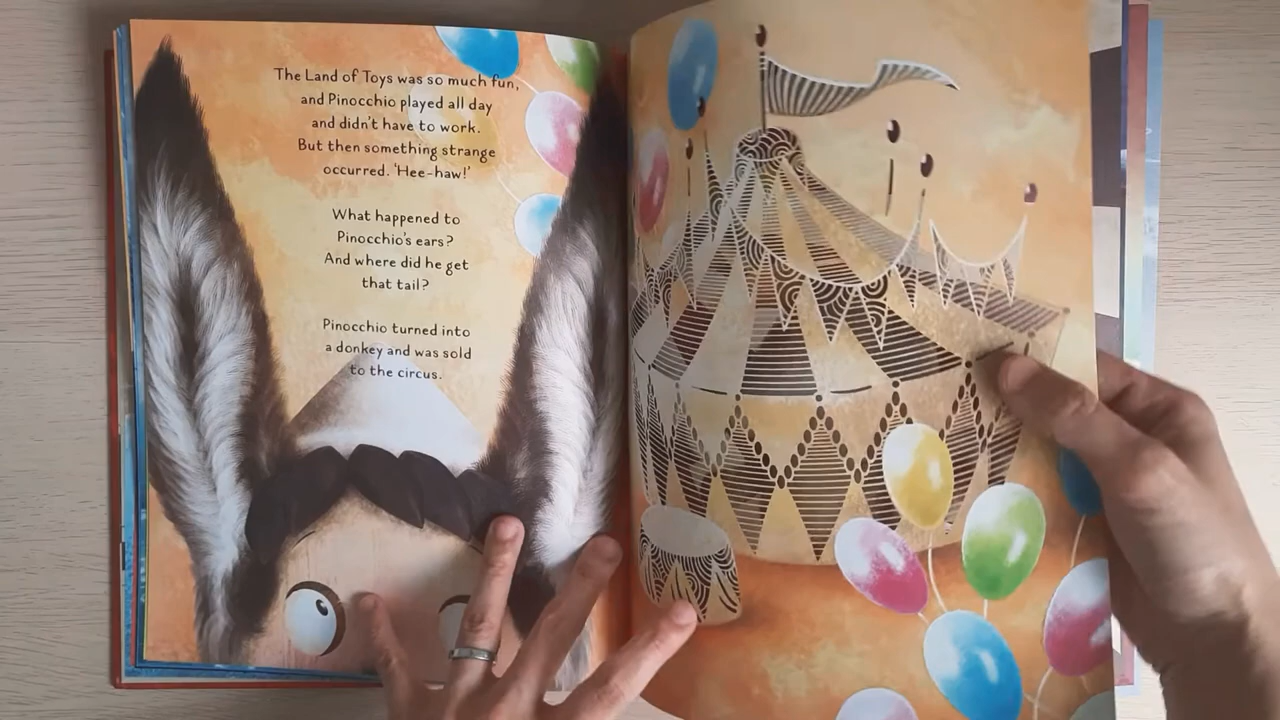 The Land of Toys was so much fun,
and Pinocchio played all day
and didn't have to work.
But then something strange
occurred. 'Hee-haw!'
What happened to
Pinocchio's ears?
And where did he get
that tail?
Pinocchio turned into
a donkey and was sold
to the circus.